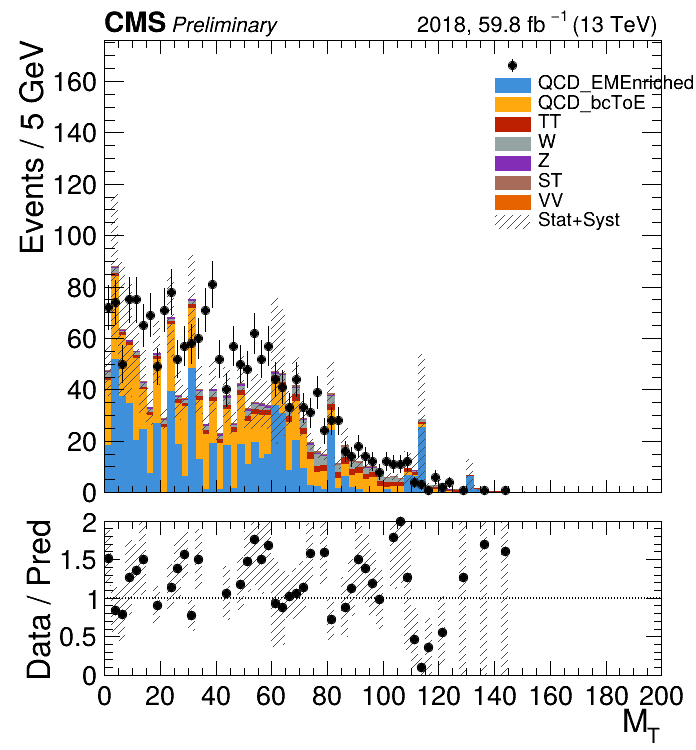 CMS Preliminary 2018, 59.8 fb⁻¹ (13 TeV)
Events / 5 GeV
160
140
120
100
80
60
40
20
0
QCD_EMEnriched
QCD_bcToE
TT
W
Z
ST
VV
Stat+Syst
Data / Pred
2
1.5
1
0.5
0
0 20 40 60 80 100 120 140 160 180 200
M_T